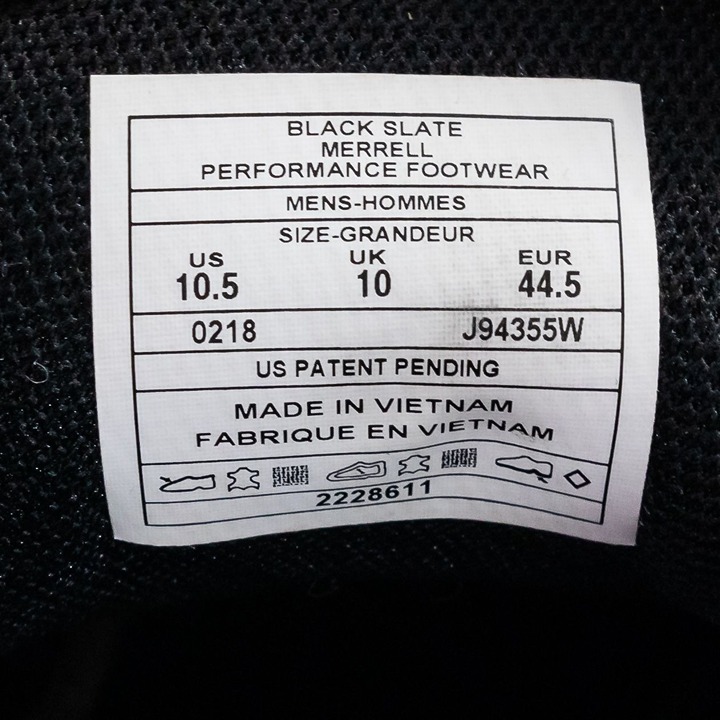 BLACK SLATE
MERRELL
PERFORMANCE FOOTWEAR
MENS-HOMMES
SIZE-GRANDEUR
US UK EUR
10.5 10 44.5
0218 J94355W
US PATENT PENDING
MADE IN VIETNAM
FABRIQUE EN VIETNAM
2228611